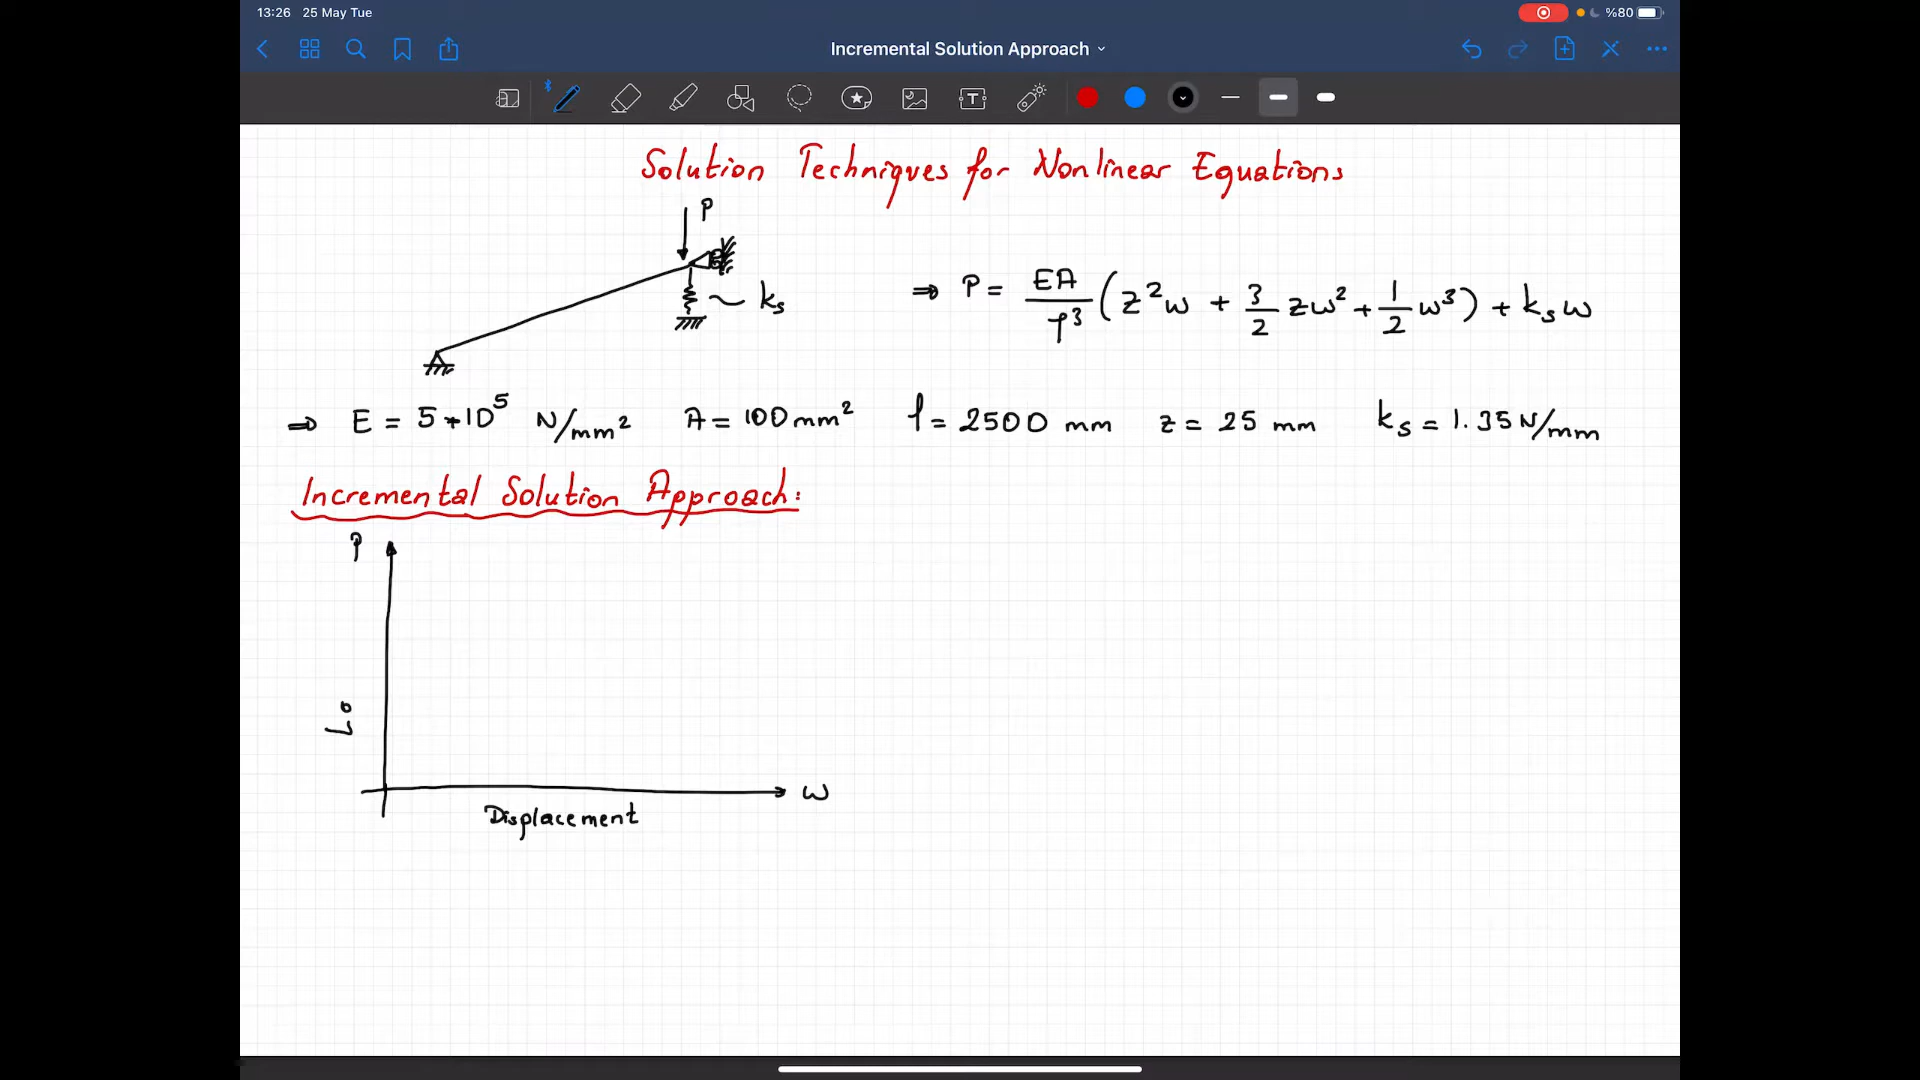 13:26 25 May Tue
%80
Incremental Solution Approach
T
Solution Techniques for Nonlinear Equations
P
ks
⇒ P = EA/l³ (z²w + 3/2 zw² + 1/2 w³) + ksw
⇒ E = 5*10⁵ N/mm² A = 100 mm² l = 2500 mm z = 25 mm ks = 1.35 N/mm
Incremental Solution Approach:
P
Lo
w
Displacement